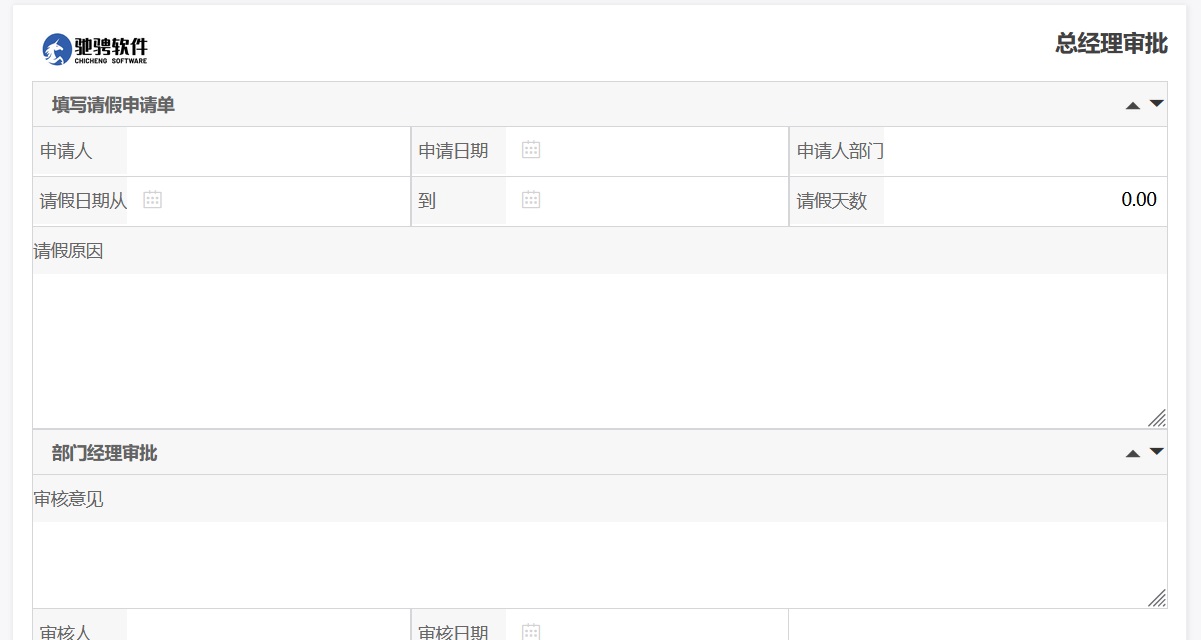 驰骋软件
CHICHENG SOFTWARE
总经理审批
填写请假申请单
申请人
申请日期
申请人部门
请假日期从
到
请假天数
0.00
请假原因
部门经理审批
审核意见
审核人
审核日期